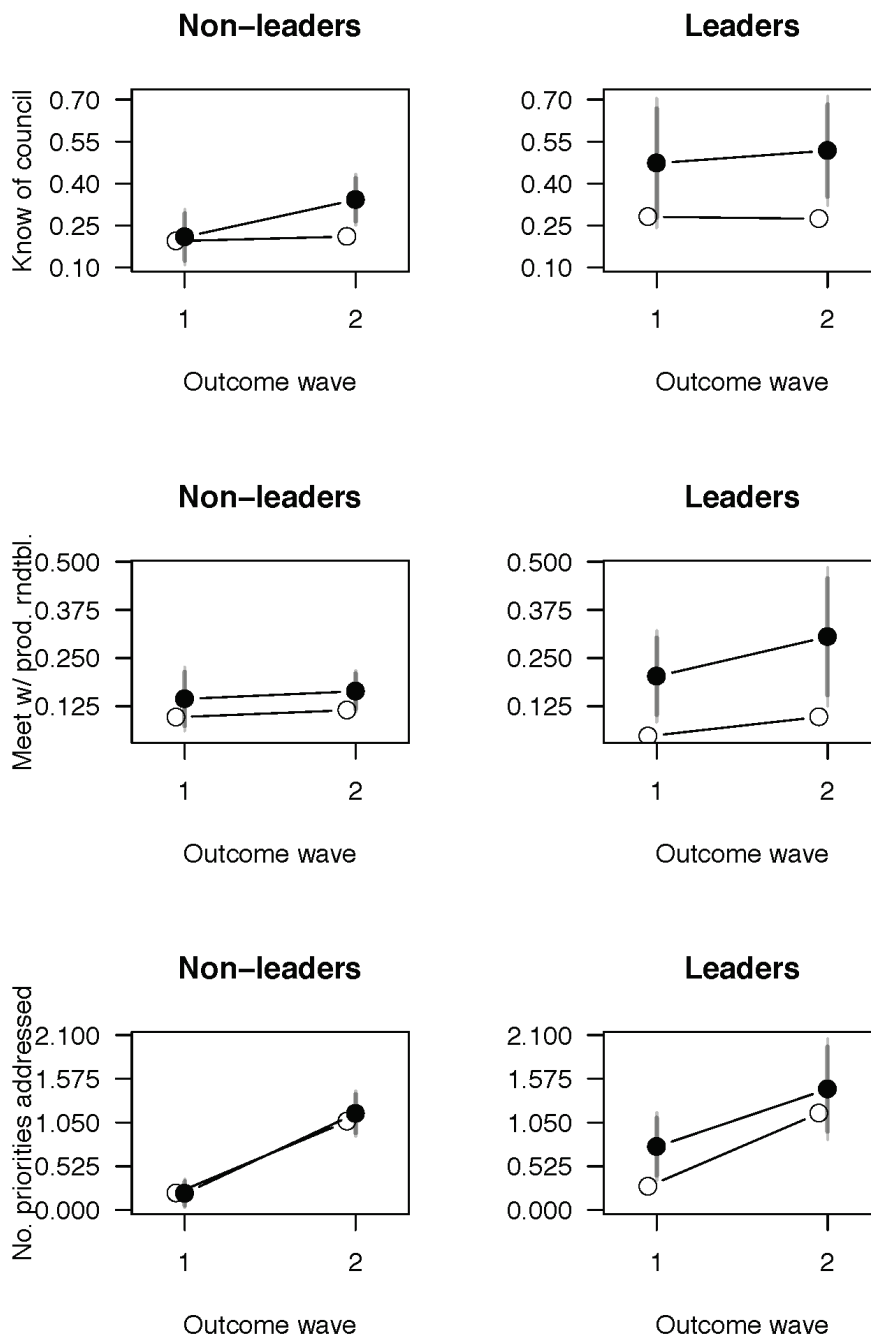 Non–leaders
Know of council
0.70
0.55
0.40
0.25
0.10
1 2
Outcome wave
Leaders
0.70
0.55
0.40
0.25
0.10
1 2
Outcome wave
Non–leaders
Meet w/ prod. rndtbl.
0.500
0.375
0.250
0.125
1 2
Outcome wave
Leaders
0.500
0.375
0.250
0.125
1 2
Outcome wave
Non–leaders
No. priorities addressed
2.100
1.575
1.050
0.525
0.000
1 2
Outcome wave
Leaders
2.100
1.575
1.050
0.525
0.000
1 2
Outcome wave